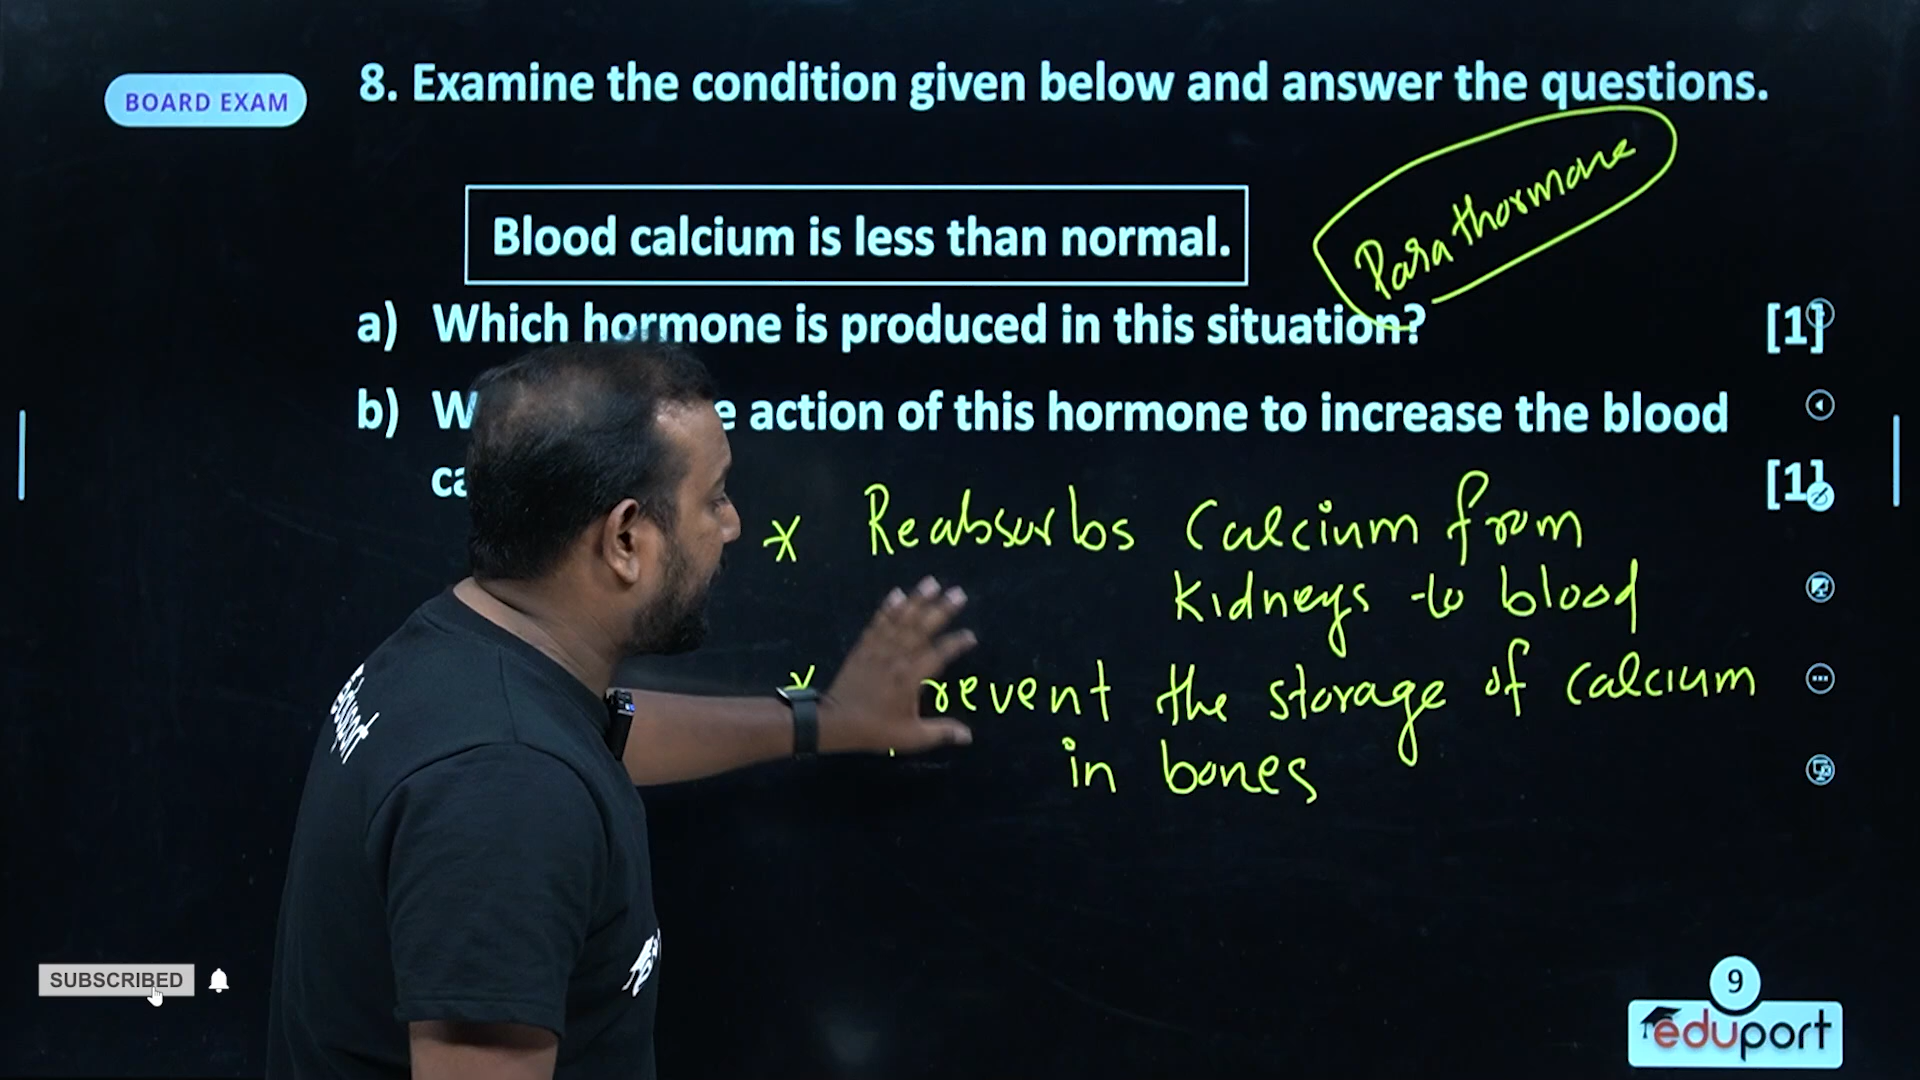 BOARD EXAM
8. Examine the condition given below and answer the questions.
Parathormone
Blood calcium is less than normal.
a) Which hormone is produced in this situation? [1]
b) action of this hormone to increase the blood
[1]
* Reabsorbs Calcium from
kidneys to blood
revent the storage of calcium
in bones
eduport
SUBSCRIBED
9
eduport